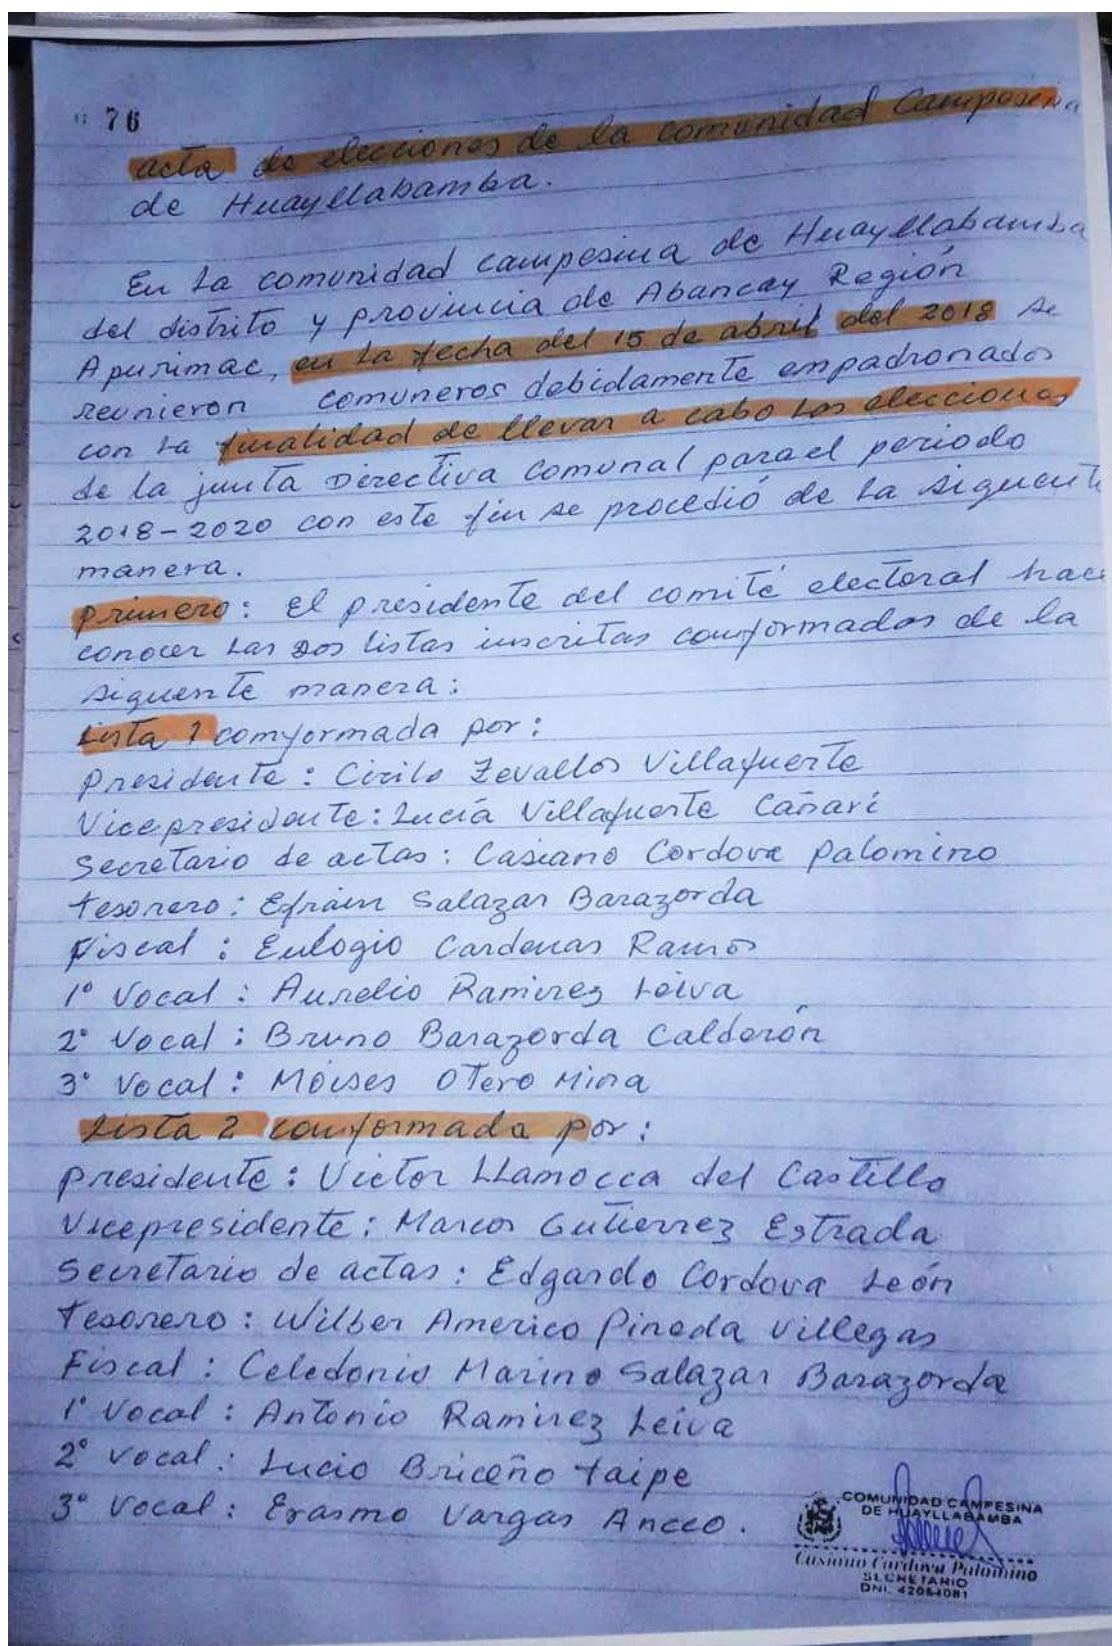 76
acta de elecciones de la comunidad Campesina
de Huayllabamba.
En la comunidad campesina de Huayllabamba
del distrito y provincia de Abancay Región
Apurimac, en la fecha del 15 de abril del 2018 se
reunieron comuneros debidamente empadronados
con la finalidad de llevar a cabo las elecciones
de la junta Directiva comunal para el periodo
2018-2020 con este fin se procedió de la siguente
manera.
primero: El presidente del comité electoral hace
conocer las dos listas inscritas conformados de la
siguente manera:
Lista 1 comformada por:
Presidente: Cirilo Zevallos Villafuerte
Vicepresidente: Lucía Villafuerte Cañari
Secretario de actas: Casiano Cordova Palomino
Tesorero: Efraín Salazar Barazorda
Fiscal: Eulogio Cardenas Ramos
1° Vocal: Aurelio Ramirez Leiva
2° Vocal: Bruno Barazorda Calderón
3° Vocal: Moises Otero Mina
Lista 2 conformada por:
presidente: Victor Llamocca del Castillo
Vicepresidente: Marcos Gutierrez Estrada
Secretario de actas: Edgardo Cordova León
Tesorero: Wilber Americo Pineda Villegas
Fiscal: Celedonio Marino Salazar Barazorda
1° Vocal: Antonio Ramirez Leiva
2° Vocal: Lucio Briceño Taipe
3° Vocal: Erasmo Vargas Ancco.
COMUNIDAD CAMPESINA
DE HUAYLLABAMBA
Casiano Cordova Palomino
SECRETARIO
DNI. 42064081